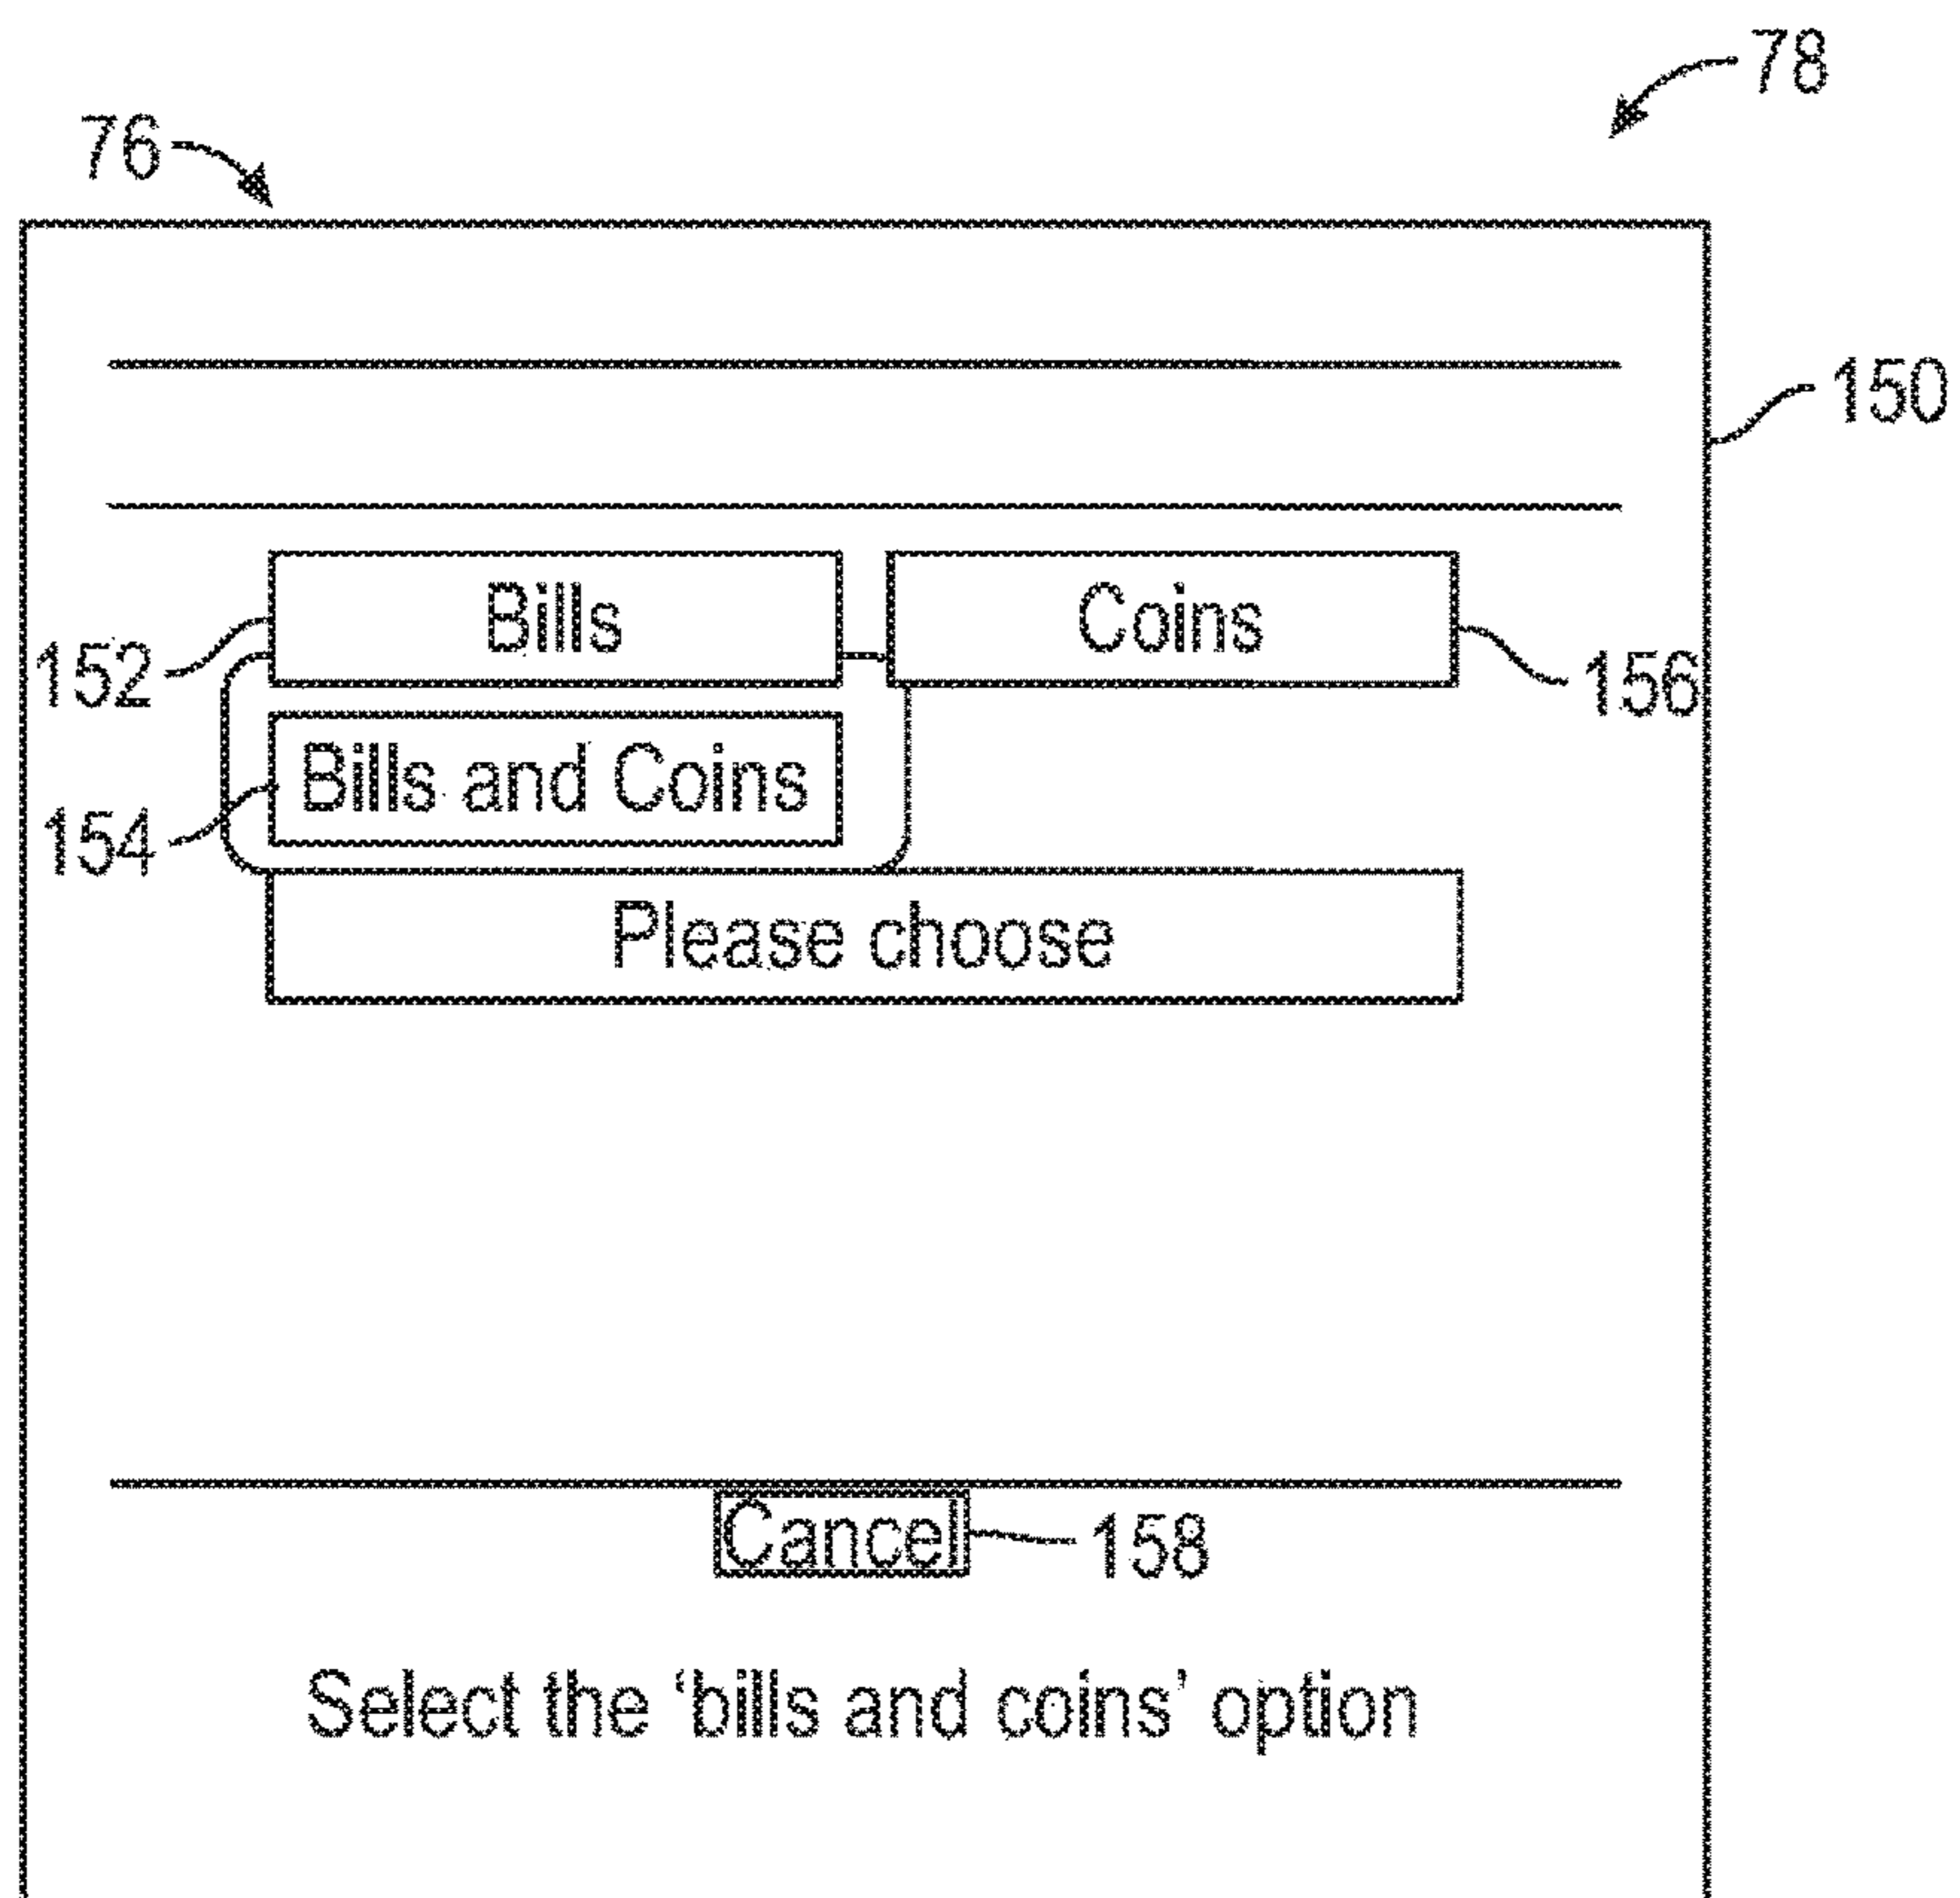 78
76
150
Bills
Coins
152
156
Bills and Coins
154
Please choose
Cancel
158
Select the ‘bills and coins’ option